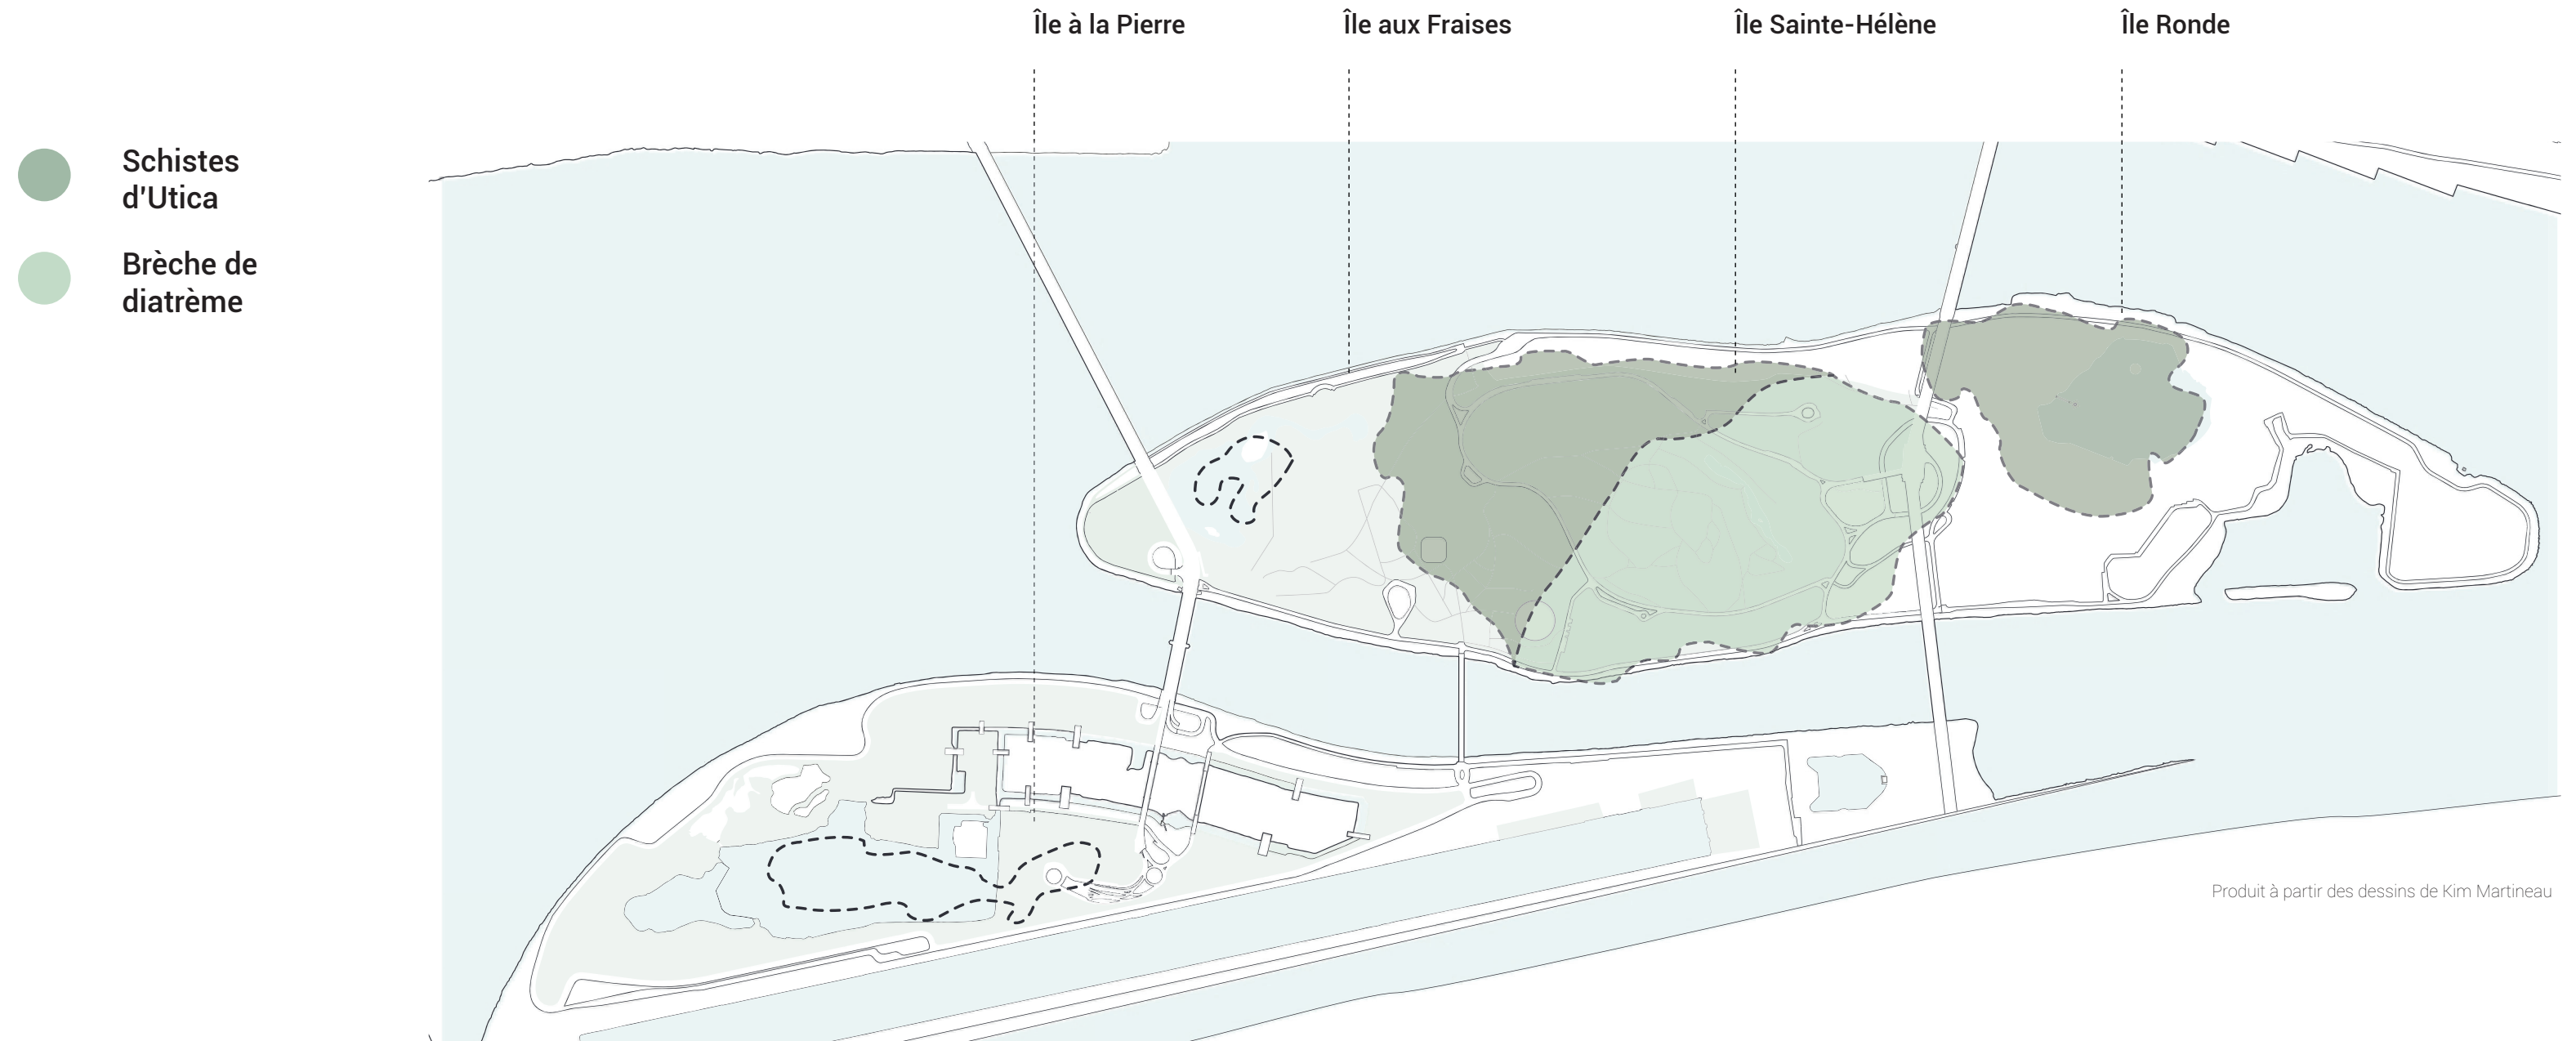 Île à la Pierre
Île aux Fraises
Île Sainte-Hélène
Île Ronde
Schistes
d'Utica
Brèche de
diatrème
Produit à partir des dessins de Kim Martineau